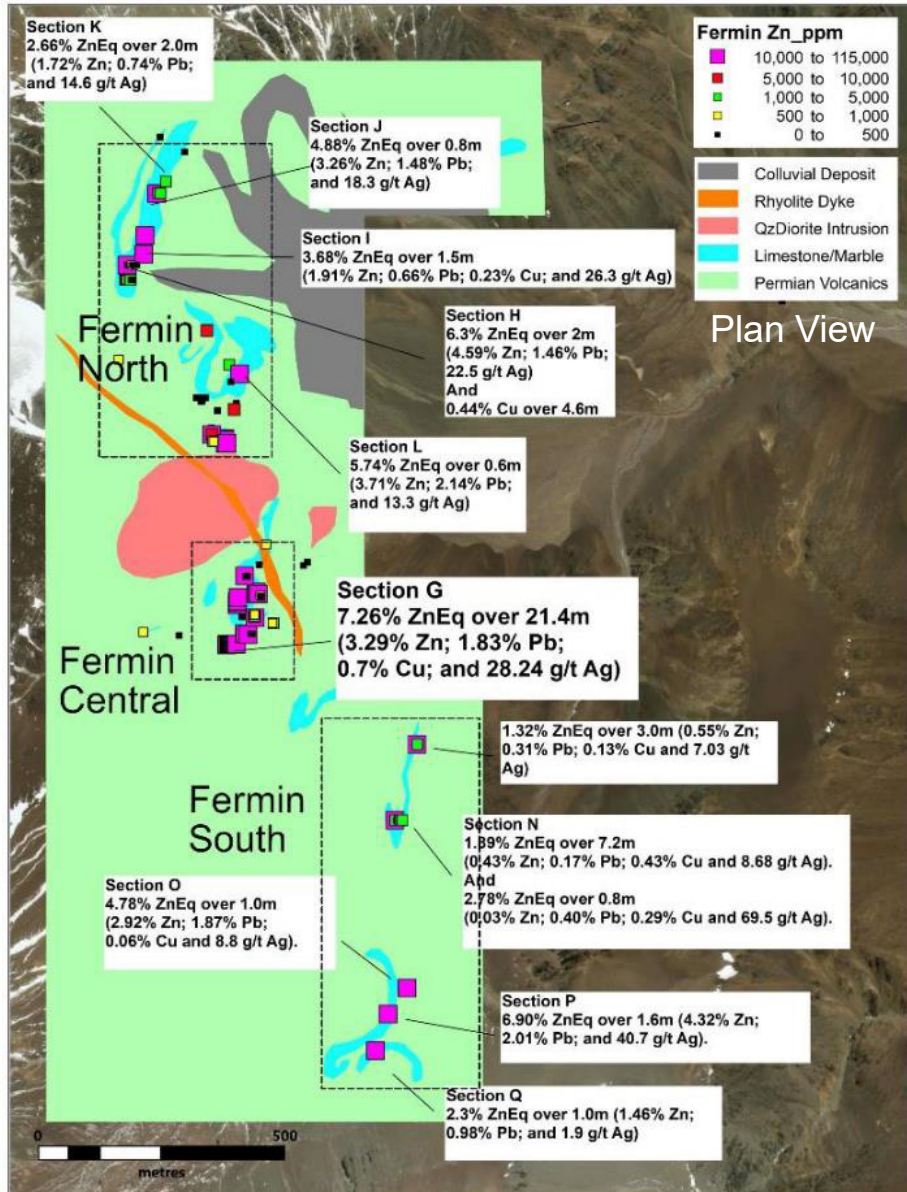 Section K
2.66% ZnEq over 2.0m
(1.72% Zn; 0.74% Pb;
and 14.6 g/t Ag)
Fermin Zn_ppm
10,000 to 115,000
5,000 to 10,000
1,000 to 5,000
500 to 1,000
0 to 500
Colluvial Deposit
Rhyolite Dyke
QzDiorite Intrusion
Limestone/Marble
Permian Volcanics
Plan View
Section J
4.88% ZnEq over 0.8m
(3.26% Zn; 1.48% Pb;
and 18.3 g/t Ag)
Section I
3.68% ZnEq over 1.5m
(1.91% Zn; 0.66% Pb; 0.23% Cu; and 26.3 g/t Ag)
Section H
6.3% ZnEq over 2m
(4.59% Zn; 1.46% Pb;
22.5 g/t Ag)
And
0.44% Cu over 4.6m
Fermin
North
Section L
5.74% ZnEq over 0.6m
(3.71% Zn; 2.14% Pb;
and 13.3 g/t Ag)
Section G
7.26% ZnEq over 21.4m
(3.29% Zn; 1.83% Pb;
0.7% Cu; and 28.24 g/t Ag)
Fermin
Central
1.32% ZnEq over 3.0m (0.55% Zn;
0.31% Pb; 0.13% Cu and 7.03 g/t
Ag)
Fermin
South
Section N
1.89% ZnEq over 7.2m
(0.43% Zn; 0.17% Pb; 0.43% Cu and 8.68 g/t Ag).
And
2.78% ZnEq over 0.8m
(0.03% Zn; 0.40% Pb; 0.29% Cu and 69.5 g/t Ag).
Section O
4.78% ZnEq over 1.0m
(2.92% Zn; 1.87% Pb;
0.06% Cu and 8.8 g/t Ag).
Section P
6.90% ZnEq over 1.6m (4.32% Zn;
2.01% Pb; and 40.7 g/t Ag).
Section Q
2.3% ZnEq over 1.0m (1.46% Zn;
0.98% Pb; and 1.9 g/t Ag)
0 500
metres